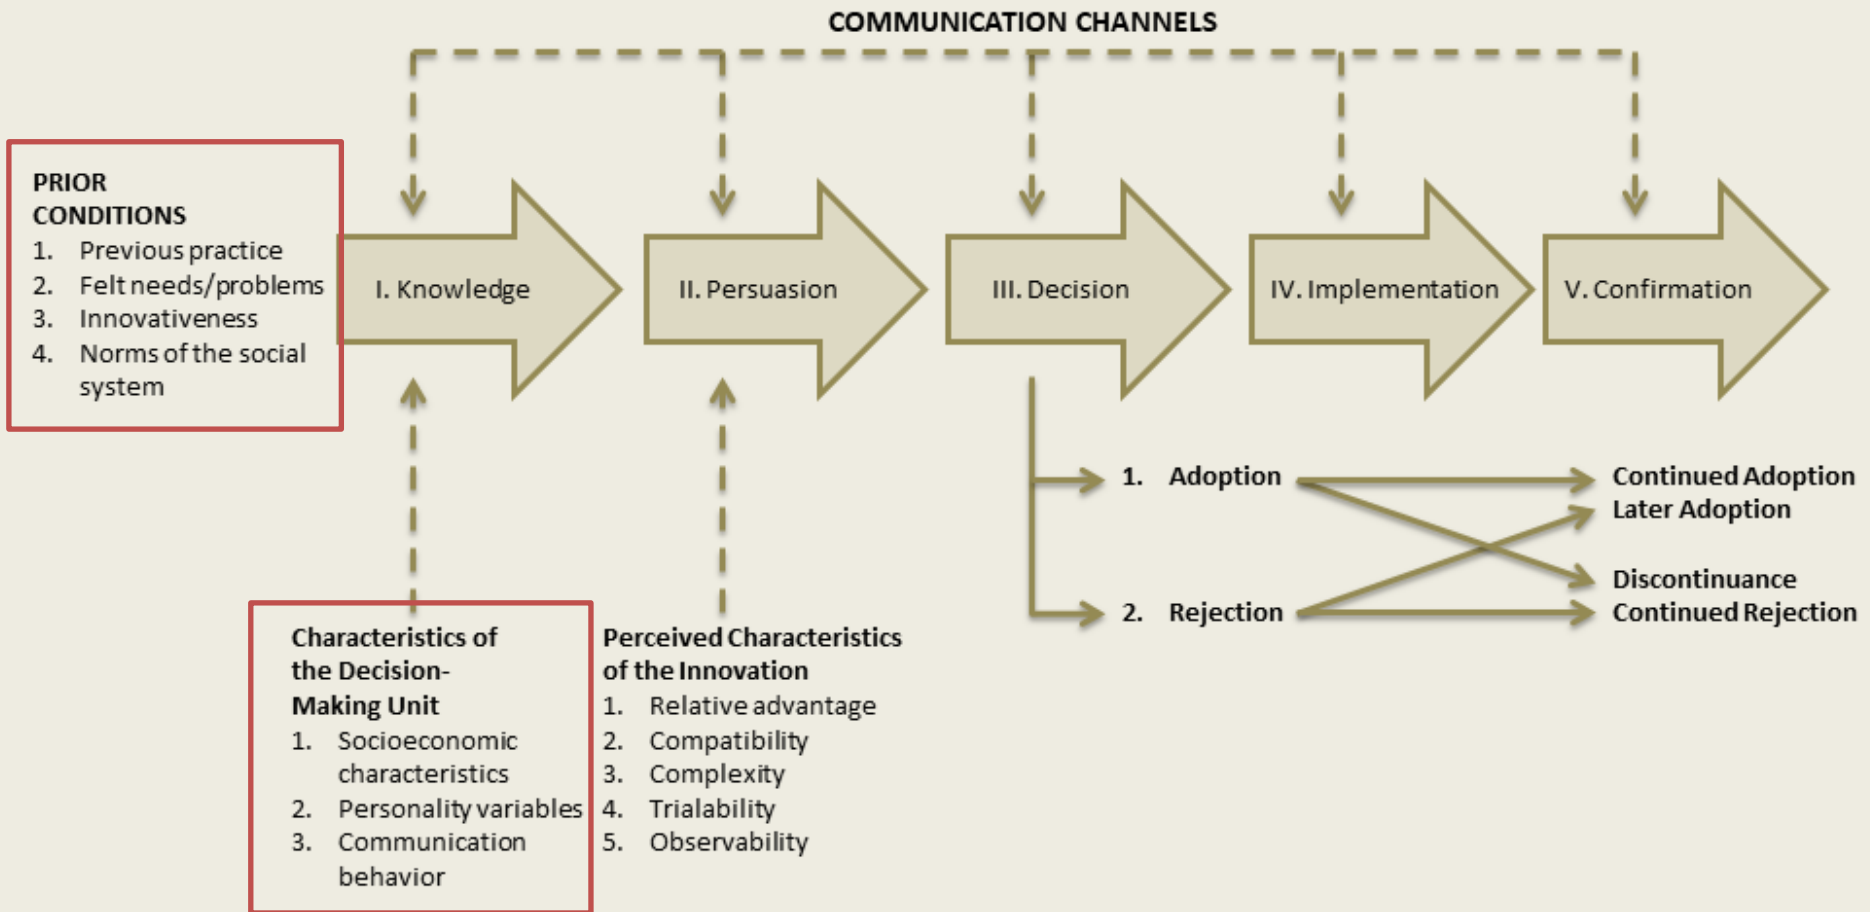 COMMUNICATION CHANNELS
PRIOR
CONDITIONS
1. Previous practice
2. Felt needs/problems
3. Innovativeness
4. Norms of the social
system
I. Knowledge
II. Persuasion
III. Decision
IV. Implementation
V. Confirmation
1. Adoption
2. Rejection
Continued Adoption
Later Adoption
Discontinuance
Continued Rejection
Characteristics of
the Decision-
Making Unit
1. Socioeconomic
characteristics
2. Personality variables
3. Communication
behavior
Perceived Characteristics
of the Innovation
1. Relative advantage
2. Compatibility
3. Complexity
4. Trialability
5. Observability